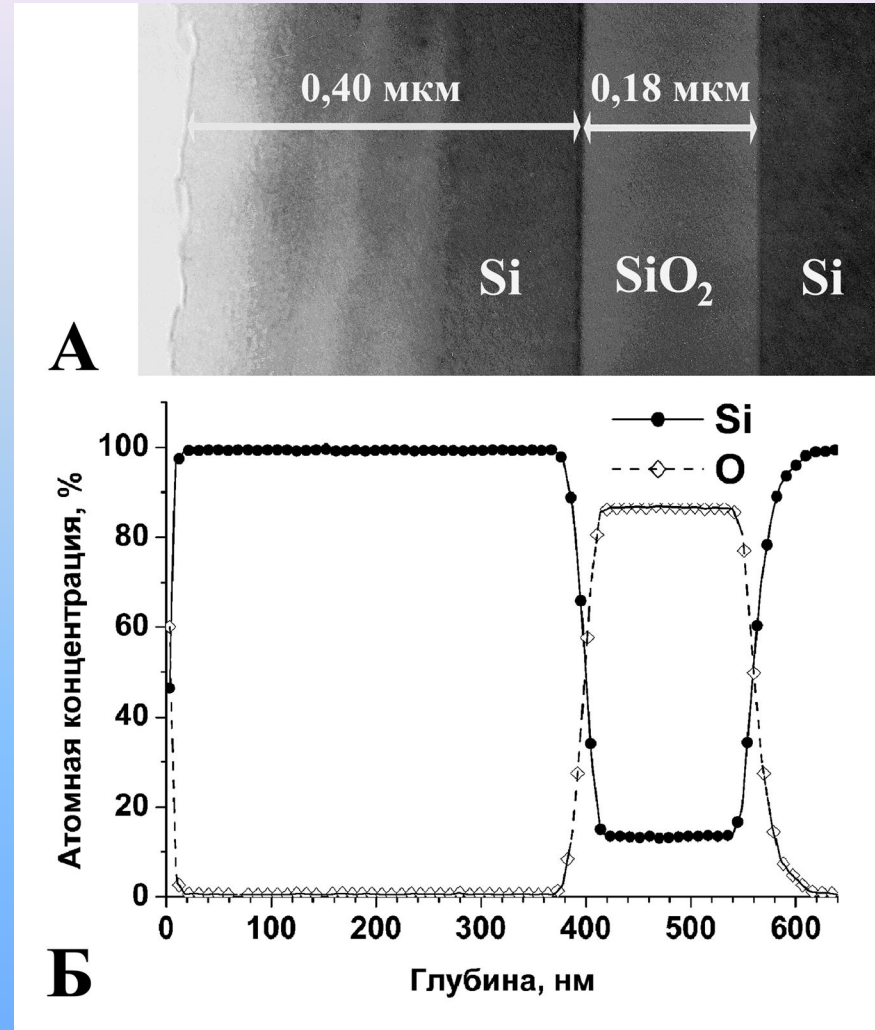 0,40 мкм
0,18 мкм
Si
SiO₂
Si
А
Si
O
100
80
60
40
20
0
Атомная концентрация, %
0 100 200 300 400 500 600
Глубина, нм
Б